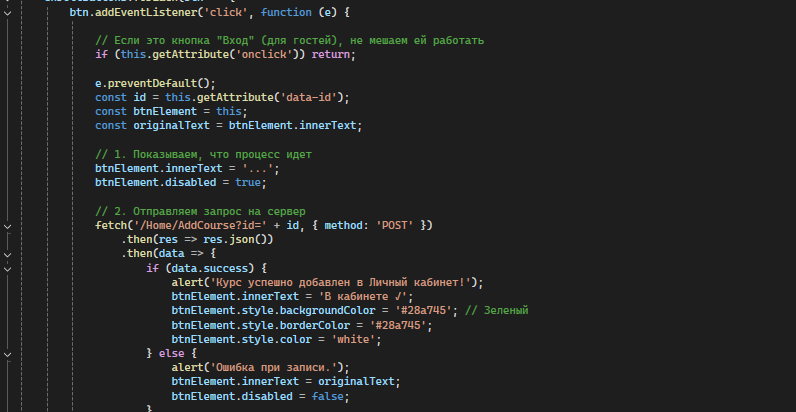 btn.addEventListener('click', function (e) {
// Если это кнопка "Вход" (для гостей), не мешаем ей работать
if (this.getAttribute('onclick')) return;
e.preventDefault();
const id = this.getAttribute('data-id');
const btnElement = this;
const originalText = btnElement.innerText;
// 1. Показываем, что процесс идет
btnElement.innerText = '...';
btnElement.disabled = true;
// 2. Отправляем запрос на сервер
fetch('/Home/AddCourse?id=' + id, { method: 'POST' })
.then(res => res.json())
.then(data => {
if (data.success) {
alert('Курс успешно добавлен в Личный кабинет!');
btnElement.innerText = 'В кабинете ✓';
btnElement.style.backgroundColor = '#28a745'; // Зеленый
btnElement.style.borderColor = '#28a745';
btnElement.style.color = 'white';
} else {
alert('Ошибка при записи.');
btnElement.innerText = originalText;
btnElement.disabled = false;
}